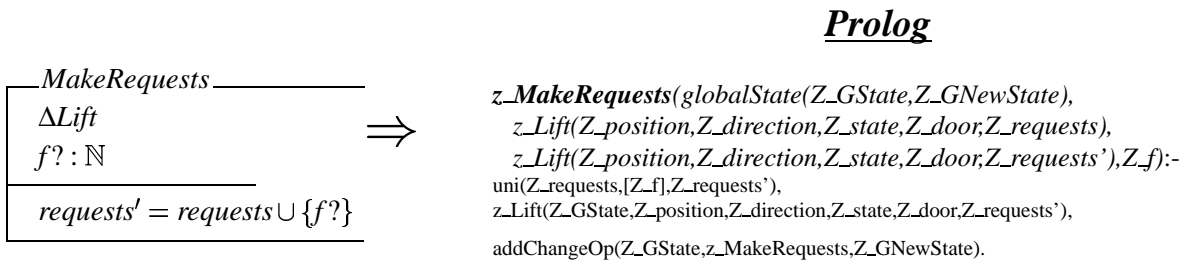 Prolog
MakeRequests
ΔLift
f? : ℕ
requests′ = requests ∪ {f?}
⇒
z_MakeRequests(globalState(Z_GState,Z_GNewState),
z_Lift(Z_position,Z_direction,Z_state,Z_door,Z_requests),
z_Lift(Z_position,Z_direction,Z_state,Z_door,Z_requests’),Z_f):-
uni(Z_requests,[Z_f],Z_requests’),
z_Lift(Z_GState,Z_position,Z_direction,Z_state,Z_door,Z_requests’),
addChangeOp(Z_GState,z_MakeRequests,Z_GNewState).